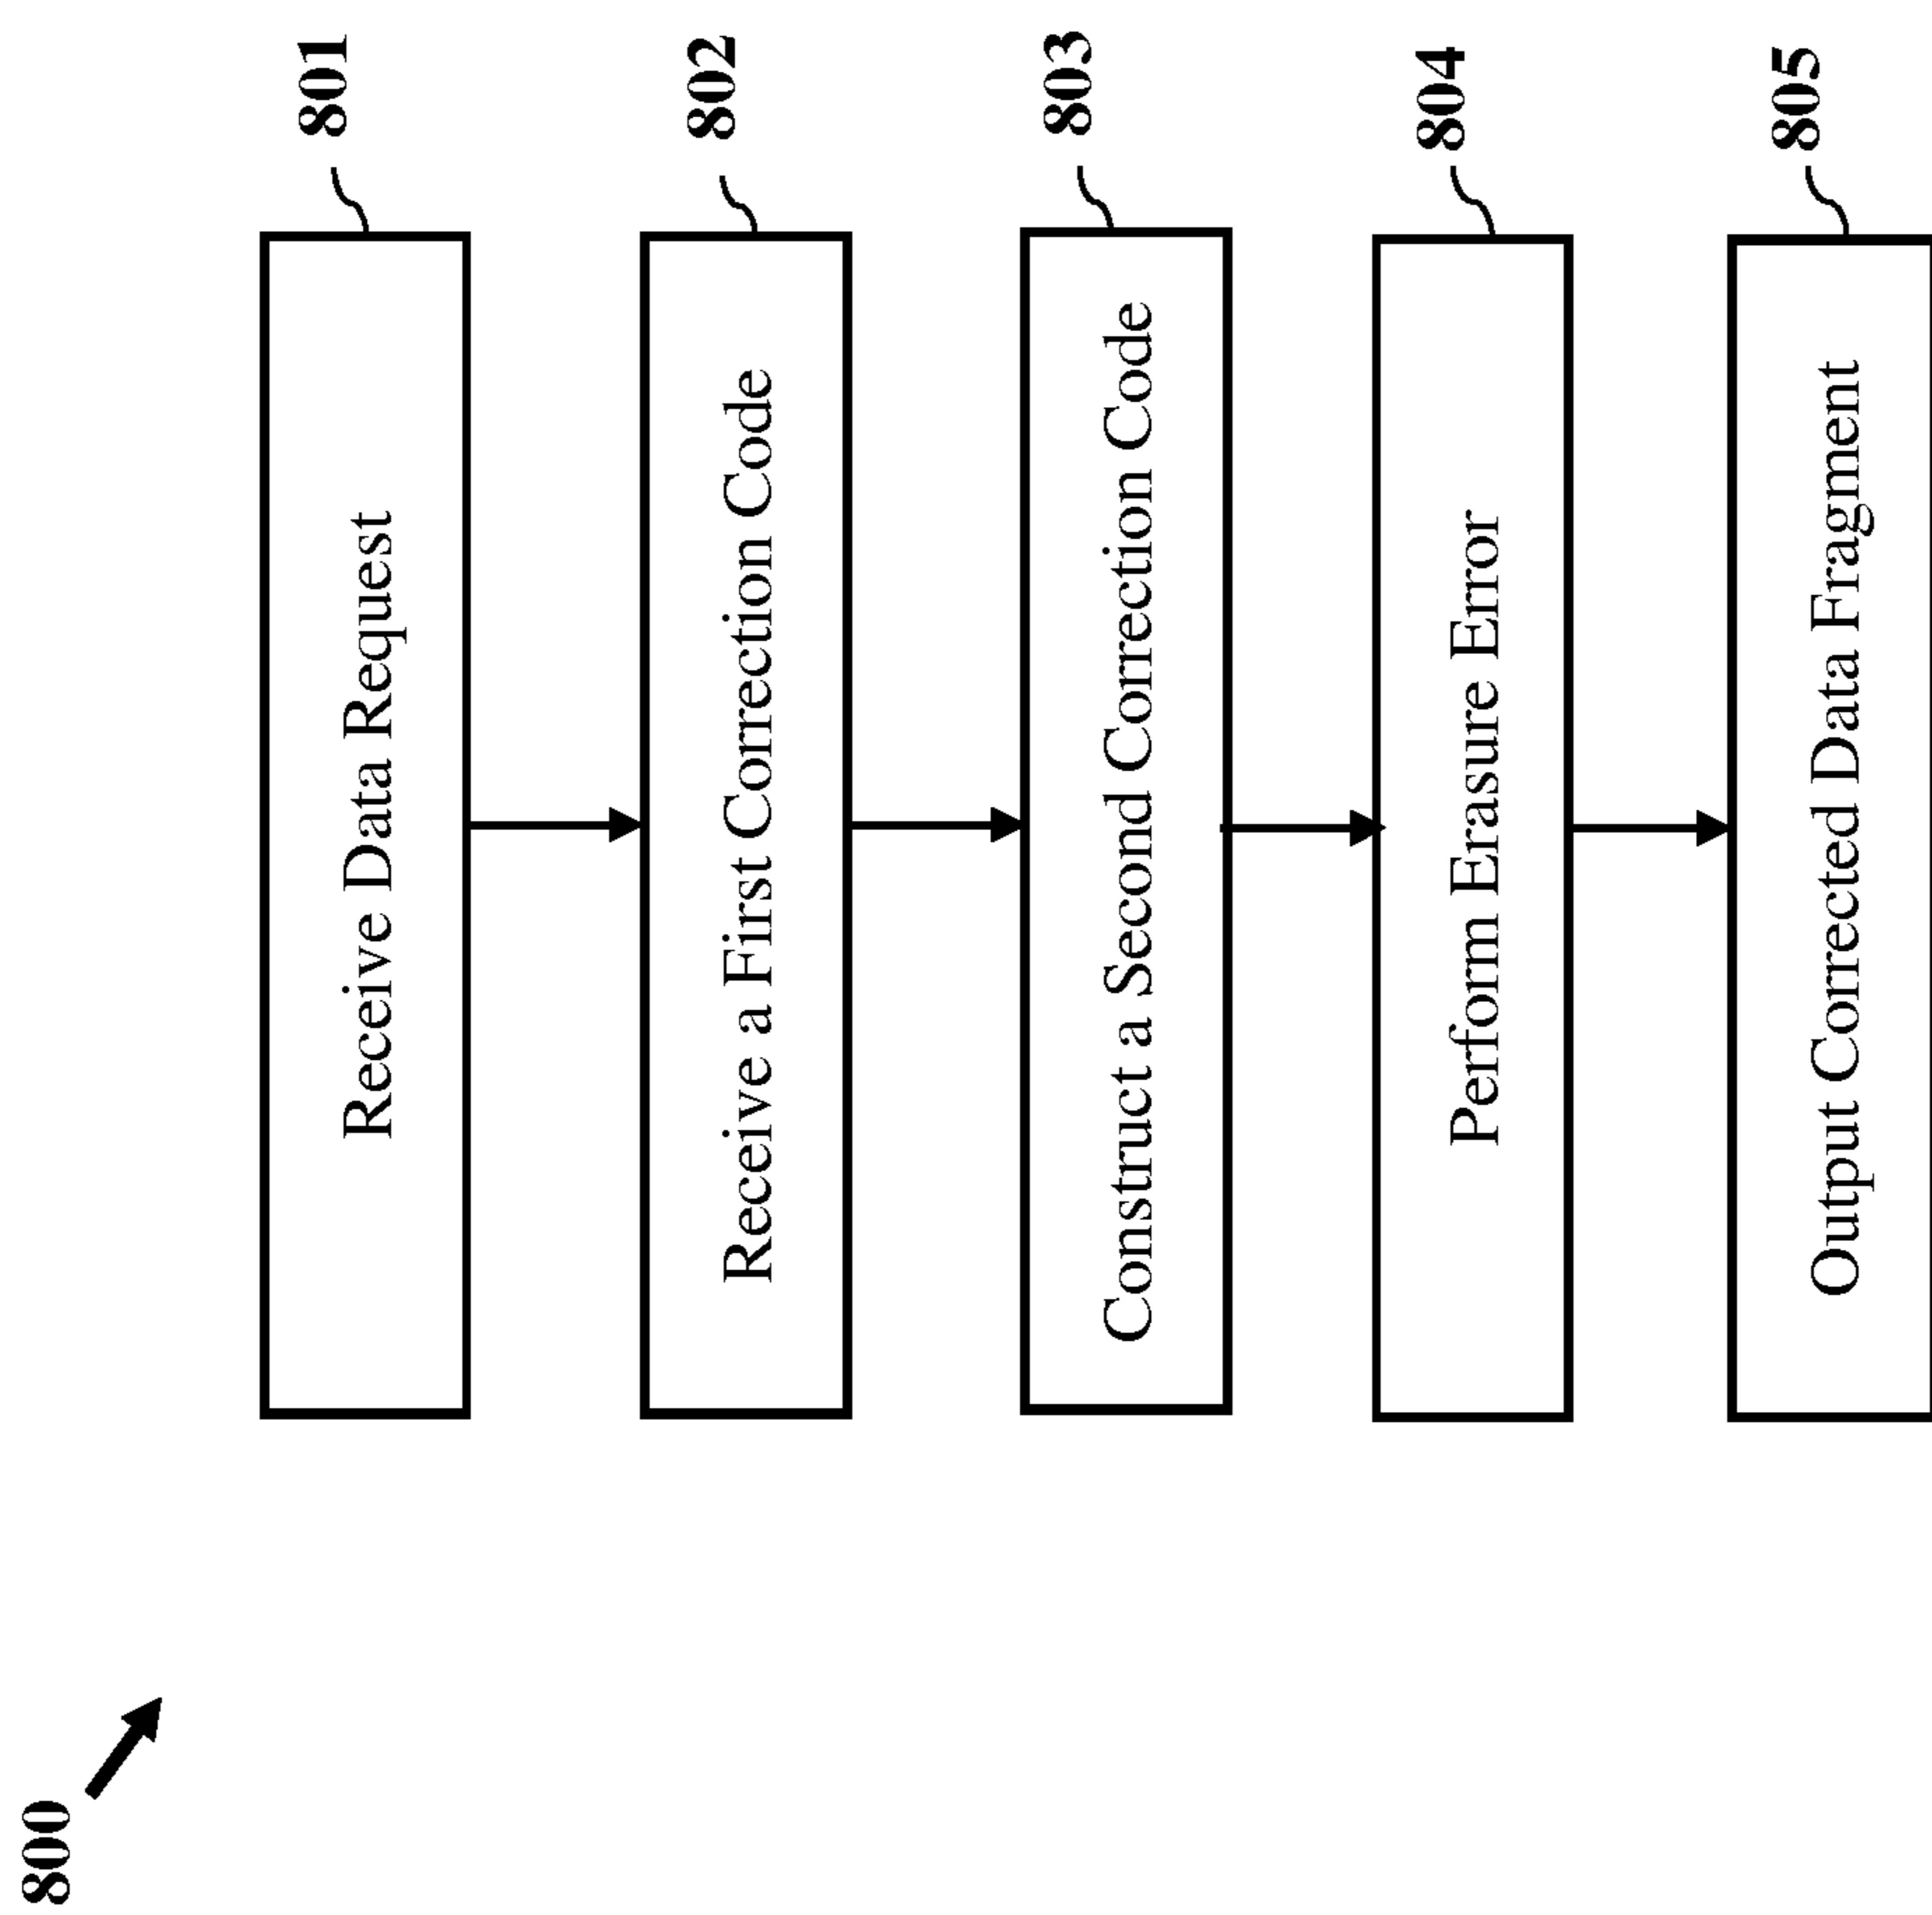 800
Receive Data Request
801
Receive a First Correction Code
802
Construct a Second Correction Code
803
Perform Erasure Error
804
Output Corrected Data Fragment
805